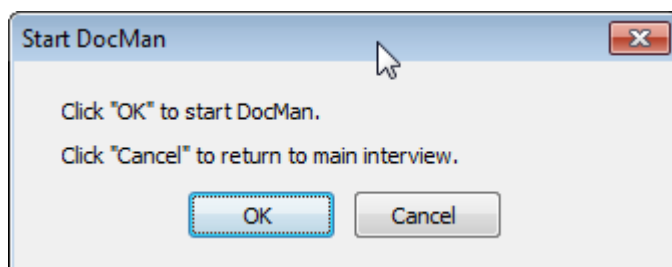 Start DocMan
Click "OK" to start DocMan.
Click "Cancel" to return to main interview.
OK Cancel